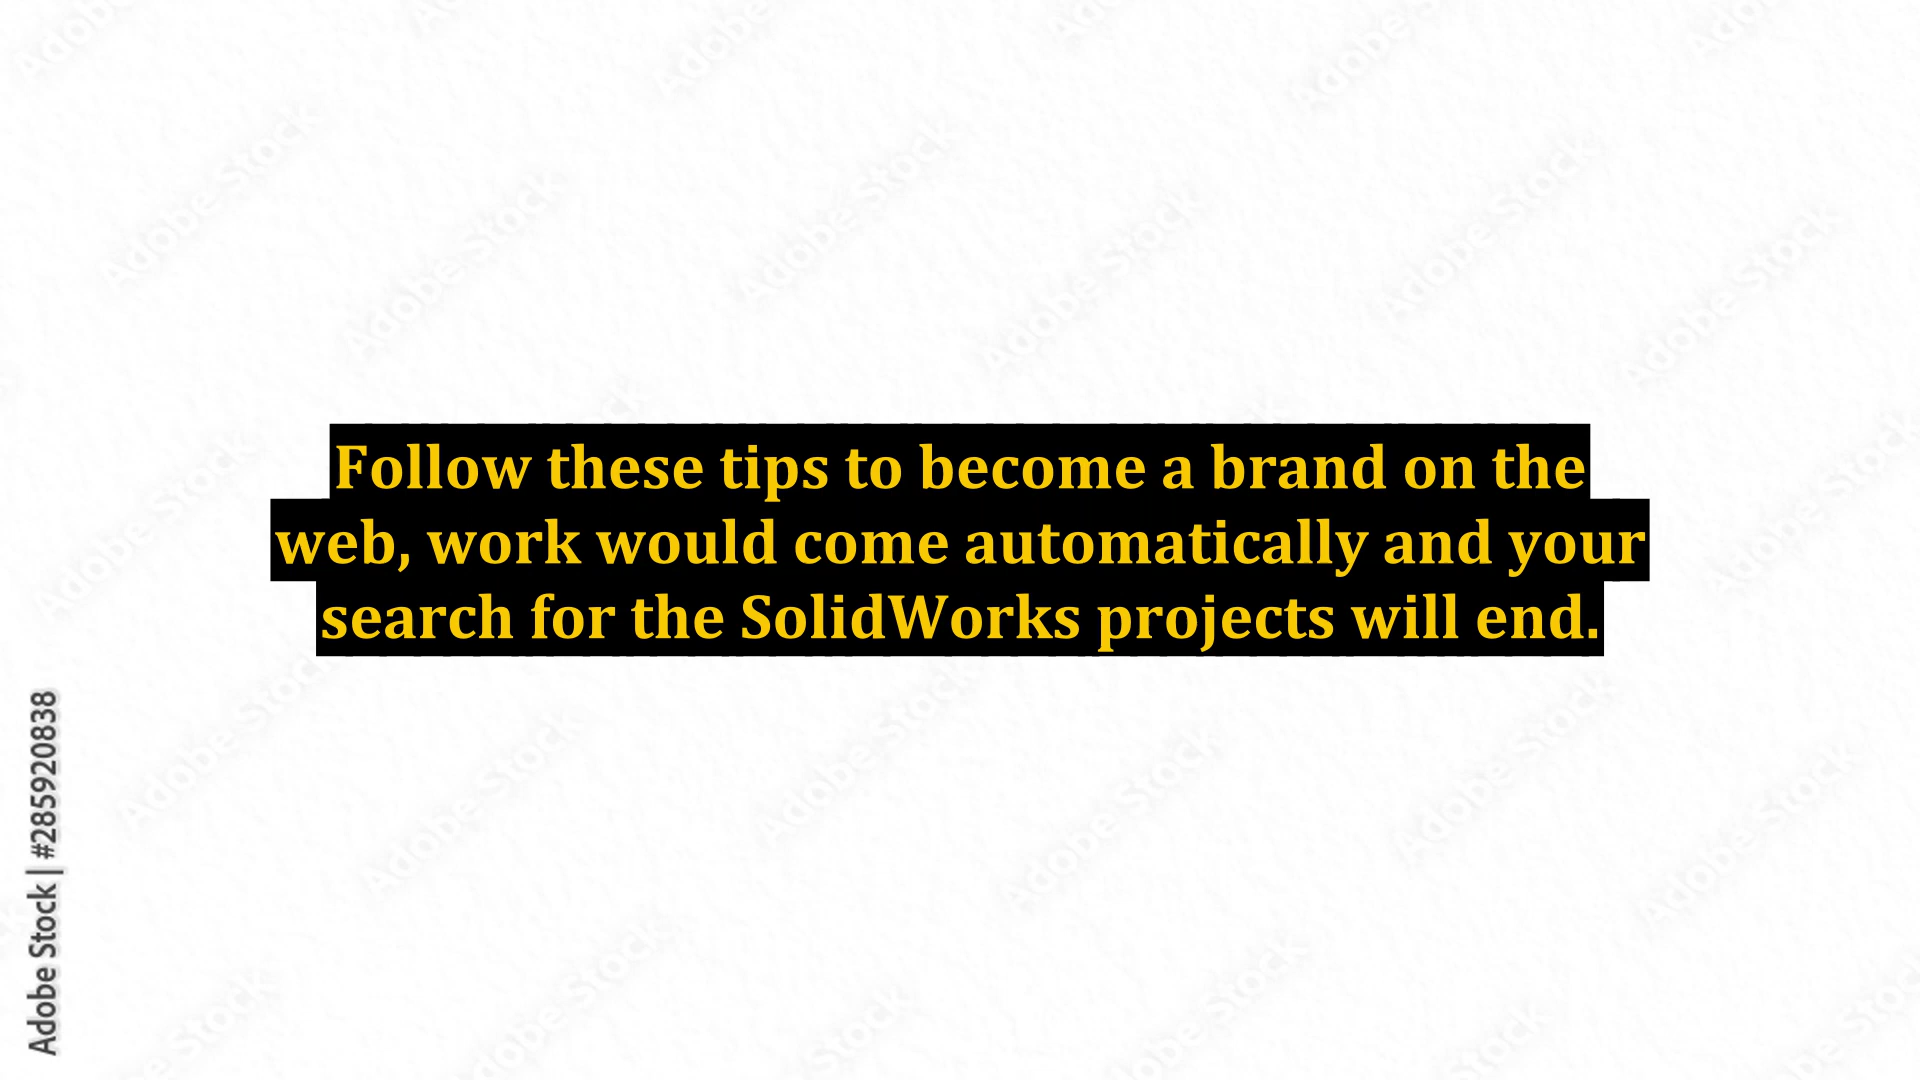 Follow these tips to become a brand on the
web, work would come automatically and your
search for the SolidWorks projects will end.
Adobe Stock | #285920838